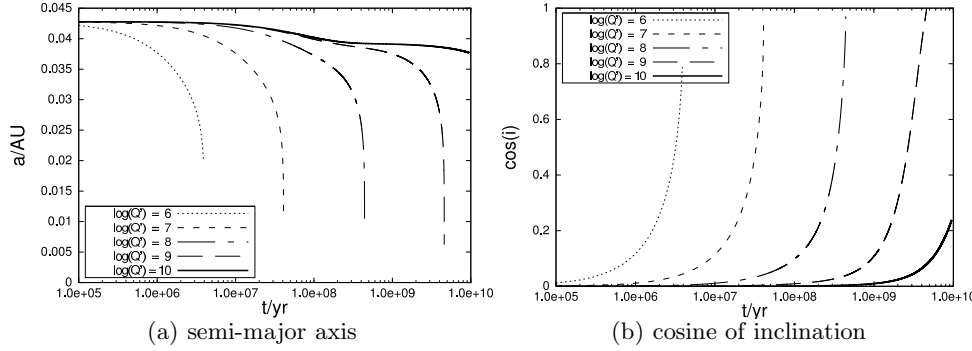 0.045
0.04
0.035
0.03
0.025
0.02
0.015
0.01
0.005
0
a/AU
log(Q') = 6
log(Q') = 7
log(Q') = 8
log(Q') = 9
log(Q') = 10
1.0e+05 1.0e+06 1.0e+07 1.0e+08 1.0e+09 1.0e+10
t/yr
(a) semi-major axis
1
0.8
0.6
0.4
0.2
0
cos(i)
log(Q') = 6
log(Q') = 7
log(Q') = 8
log(Q') = 9
log(Q') = 10
1.0e+05 1.0e+06 1.0e+07 1.0e+08 1.0e+09 1.0e+10
t/yr
(b) cosine of inclination